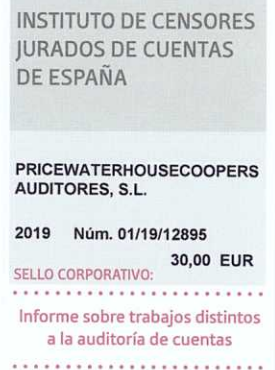 INSTITUTO DE CENSORES
JURADOS DE CUENTAS
DE ESPAÑA
PRICEWATERHOUSECOOPERS
AUDITORES, S.L.
2019 Núm. 01/19/12895
30,00 EUR
SELLO CORPORATIVO:
Informe sobre trabajos distintos
a la auditoría de cuentas